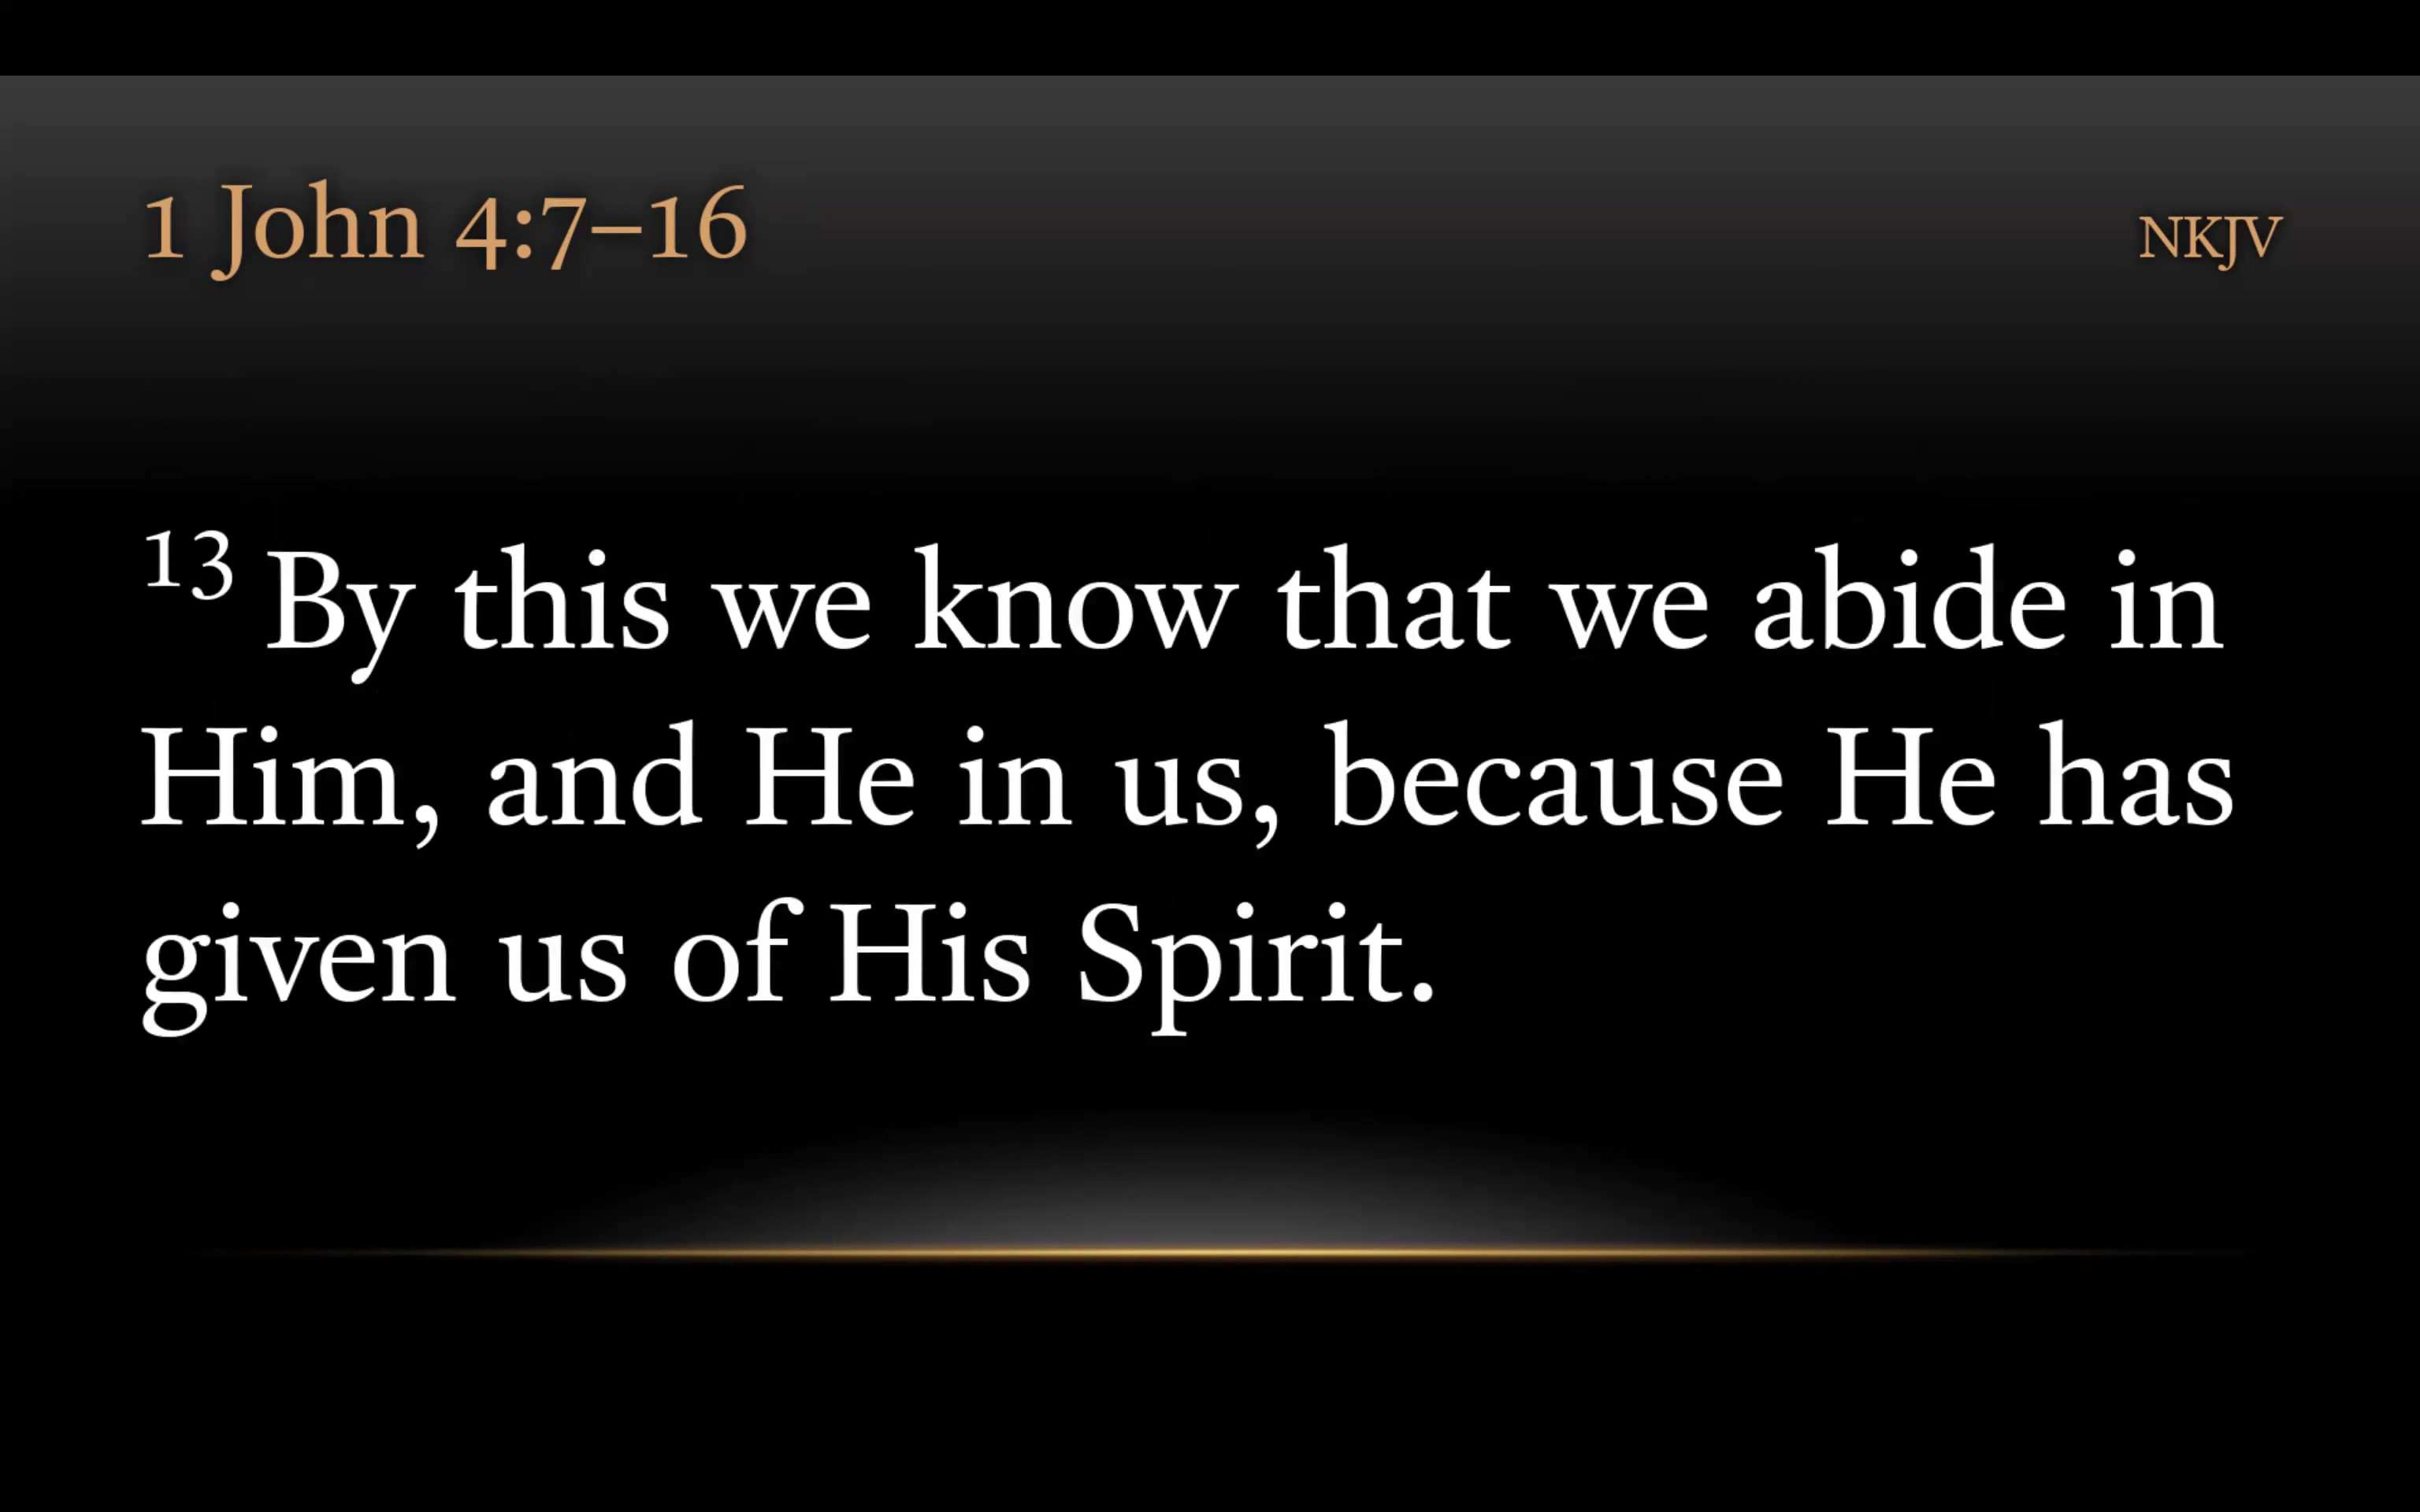 1 John 4:7–16
NKJV
13 By this we know that we abide in
Him, and He in us, because He has
given us of His Spirit.